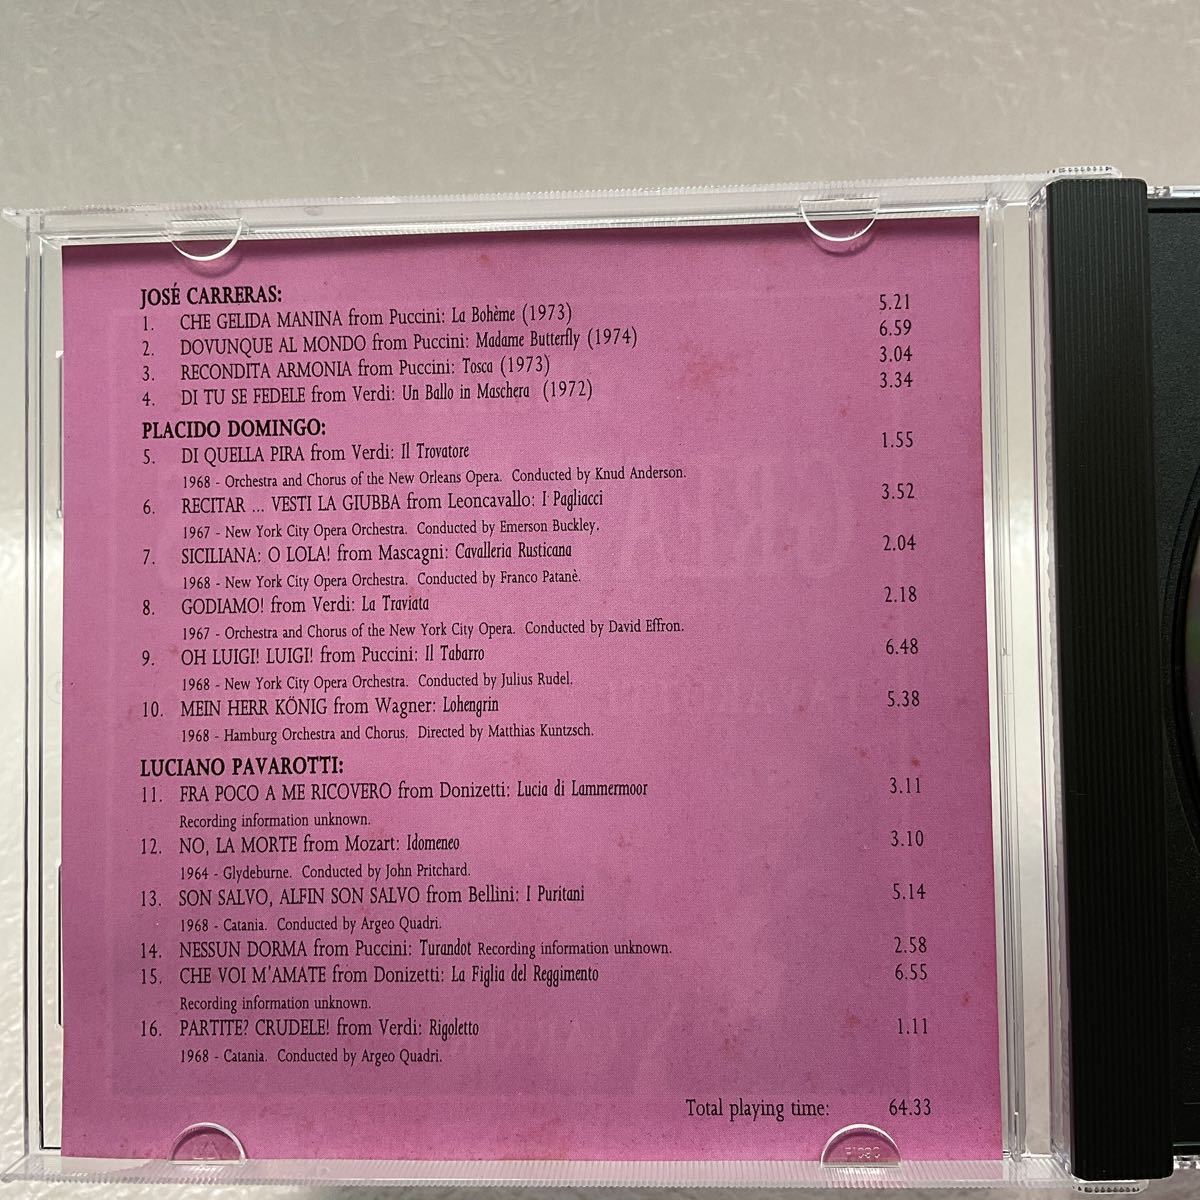 JOSÉ CARRERAS:
1. CHE GELIDA MANINA from Puccini: La Bohème (1973) 5.21
2. DOVUNQUE AL MONDO from Puccini: Madame Butterfly (1974) 6.59
3. RECONDITA ARMONIA from Puccini: Tosca (1973) 3.04
4. DI TU SE FEDELE from Verdi: Un Ballo in Maschera (1972) 3.34
PLACIDO DOMINGO:
5. DI QUELLA PIRA from Verdi: Il Trovatore 1.55
1968 - Orchestra and Chorus of the New Orleans Opera. Conducted by Knud Anderson.
6. RECITAR ... VESTI LA GIUBBA from Leoncavallo: I Pagliacci 3.52
1967 - New York City Opera Orchestra. Conducted by Emerson Buckley.
7. SICILIANA: O LOLA! from Mascagni: Cavalleria Rusticana 2.04
1968 - New York City Opera Orchestra. Conducted by Franco Patanè.
8. GODIAMO! from Verdi: La Traviata 2.18
1967 - Orchestra and Chorus of the New York City Opera. Conducted by David Effron.
9. OH LUIGI! LUIGI! from Puccini: Il Tabarro 6.48
1968 - New York City Opera Orchestra. Conducted by Julius Rudel.
10. MEIN HERR KÖNIG from Wagner: Lohengrin 5.38
1968 - Hamburg Orchestra and Chorus. Directed by Matthias Kuntzsch.
LUCIANO PAVAROTTI:
11. FRA POCO A ME RICOVERO from Donizetti: Lucia di Lammermoor 3.11
Recording information unknown.
12. NO, LA MORTE from Mozart: Idomeneo 3.10
1964 - Glydeburne. Conducted by John Pritchard.
13. SON SALVO, ALFIN SON SALVO from Bellini: I Puritani 5.14
1968 - Catania. Conducted by Argeo Quadri.
14. NESSUN DORMA from Puccini: Turandot Recording information unknown. 2.58
15. CHE VOI M'AMATE from Donizetti: La Figlia del Reggimento 6.55
Recording information unknown.
16. PARTITE? CRUDELE! from Verdi: Rigoletto 1.11
1968 - Catania. Conducted by Argeo Quadri.
Total playing time: 64.33